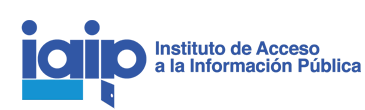 iaip
Instituto de Acceso
a la Información Pública